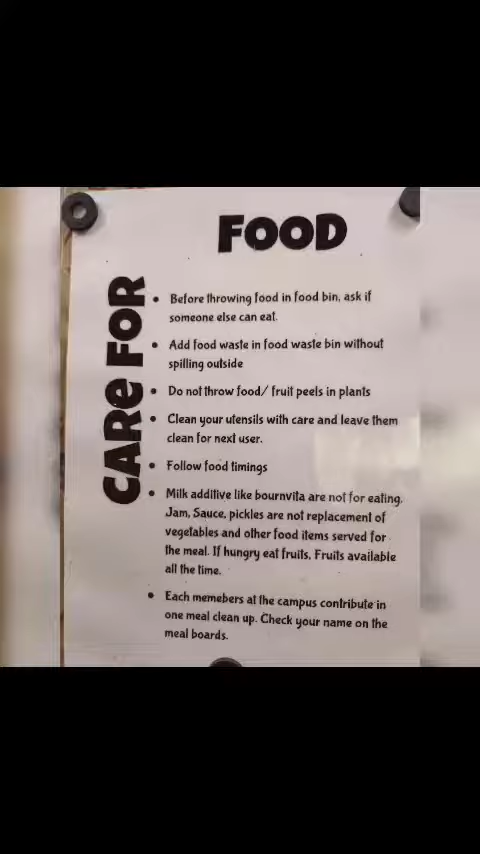 CARE FOR
FOOD
• Before throwing food in food bin, ask if
someone else can eat.
• Add food waste in food waste bin without
spilling outside
• Do not throw food/ fruit peels in plants
• Clean your utensils with care and leave them
clean for next user.
• Follow food timings
• Milk additive like bournvita are not for eating.
Jam, Sauce, pickles are not replacement of
vegetables and other food items served for
the meal. If hungry eat fruits, Fruits available
all the time.
• Each memebers at the campus contribute in
one meal clean up. Check your name on the
meal boards.